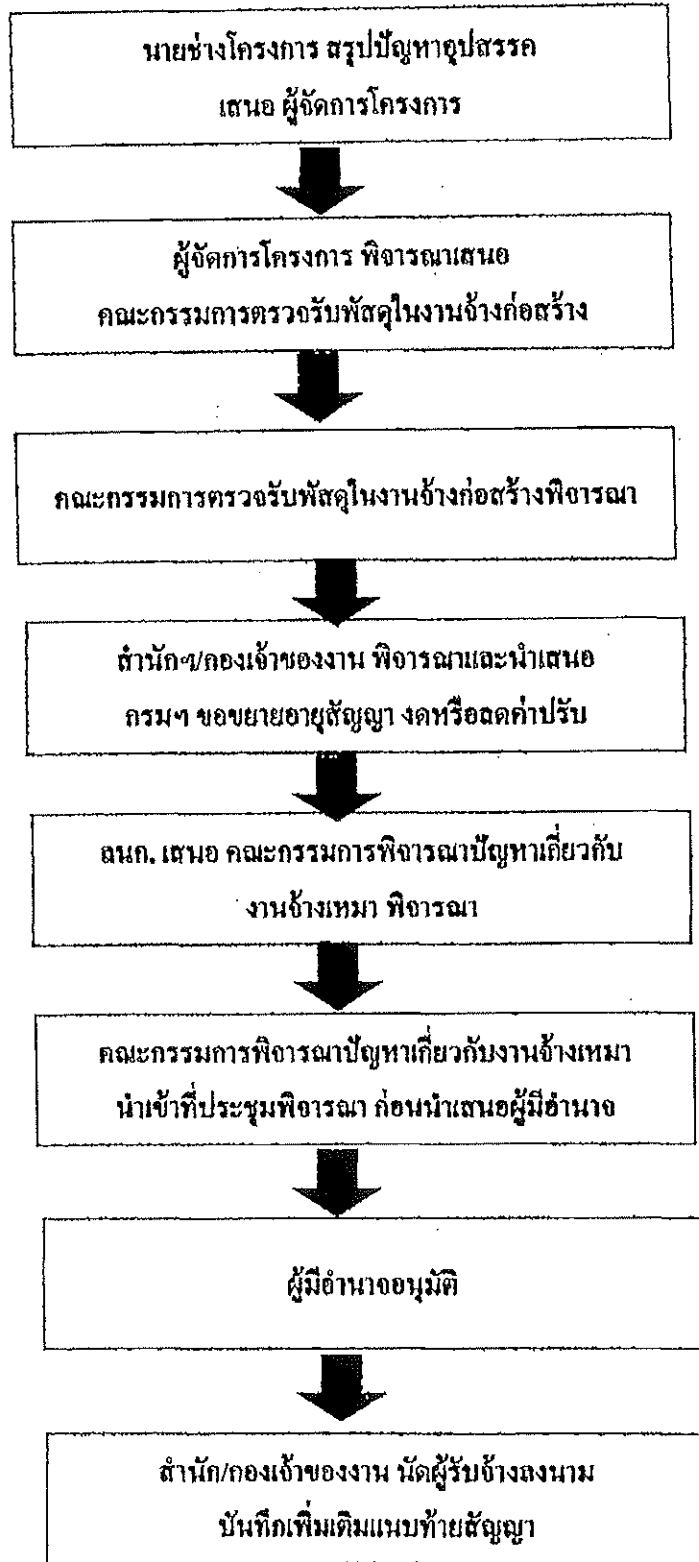 นายช่างโครงการ สรุปปัญหาอุปสรรค
เสนอ ผู้จัดการโครงการ
ผู้จัดการโครงการ พิจารณาเสนอ
คณะกรรมการตรวจรับพัสดุในงานจ้างก่อสร้าง
คณะกรรมการตรวจรับพัสดุในงานจ้างก่อสร้างพิจารณา
สำนักฯ/กองเจ้าของงาน พิจารณาและนำเสนอ
กรมฯ ขอขยายอายุสัญญา งดหรือลดค่าปรับ
ลนก. เสนอ คณะกรรมการพิจารณาปัญหาเกี่ยวกับ
งานจ้างเหมา พิจารณา
คณะกรรมการพิจารณาปัญหาเกี่ยวกับงานจ้างเหมา
นำเข้าที่ประชุมพิจารณา ก่อนนำเสนอผู้มีอำนาจ
ผู้มีอำนาจอนุมัติ
สำนัก/กองเจ้าของงาน นัดผู้รับจ้างลงนาม
บันทึกเพิ่มเติมแนบท้ายสัญญา